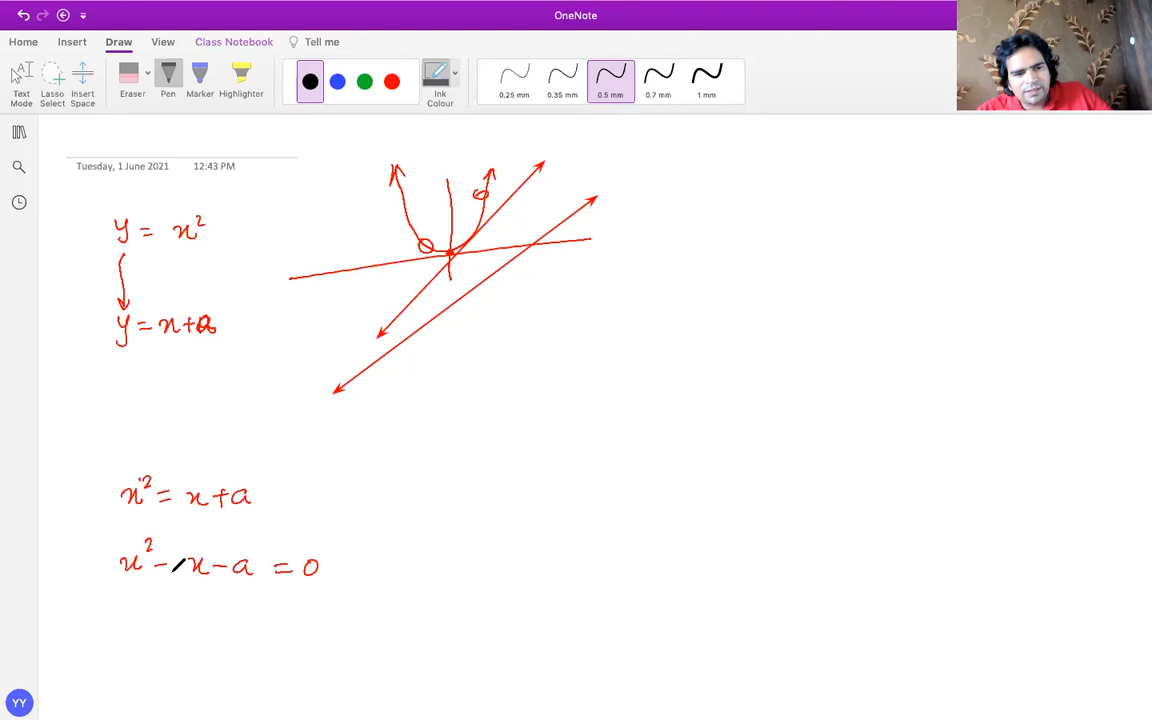 OneNote
Home Insert Draw View Class Notebook Tell me
Text Mode
Lasso Select
Insert Space
Eraser
Pen
Marker
Highlighter
Ink Colour
0.25 mm
0.35 mm
0.5 mm
0.7 mm
1 mm
Tuesday, 1 June 2021 12:43 PM
y = x²
y = x + a
x² = x + a
x² - x - a = 0
YY